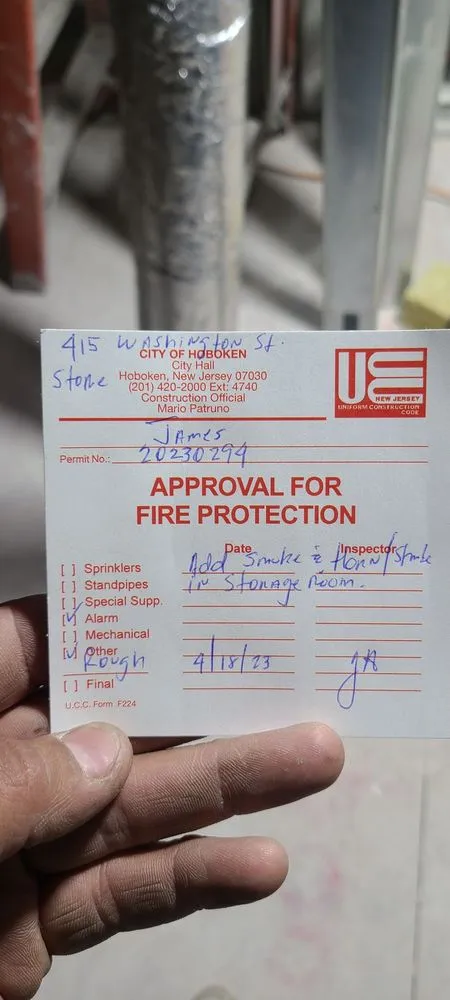 415 Washington St.
CITY OF HOBOKEN
City Hall
Store
Hoboken, New Jersey 07030
(201) 420-2000 Ext: 4740
Construction Official
Mario Patruno
UCC
NEW JERSEY
UNIFORM CONSTRUCTION
CODE
James
Permit No.: 20230294
APPROVAL FOR
FIRE PROTECTION
Date Inspector
[ ] Sprinklers Add Smoke & Horn/Strobe
[ ] Standpipes in Storage Room.
[ ] Special Supp.
[✓] Alarm
[ ] Mechanical
[✓] Other
Rough 4/18/23 JA
[ ] Final
U.C.C. Form F224